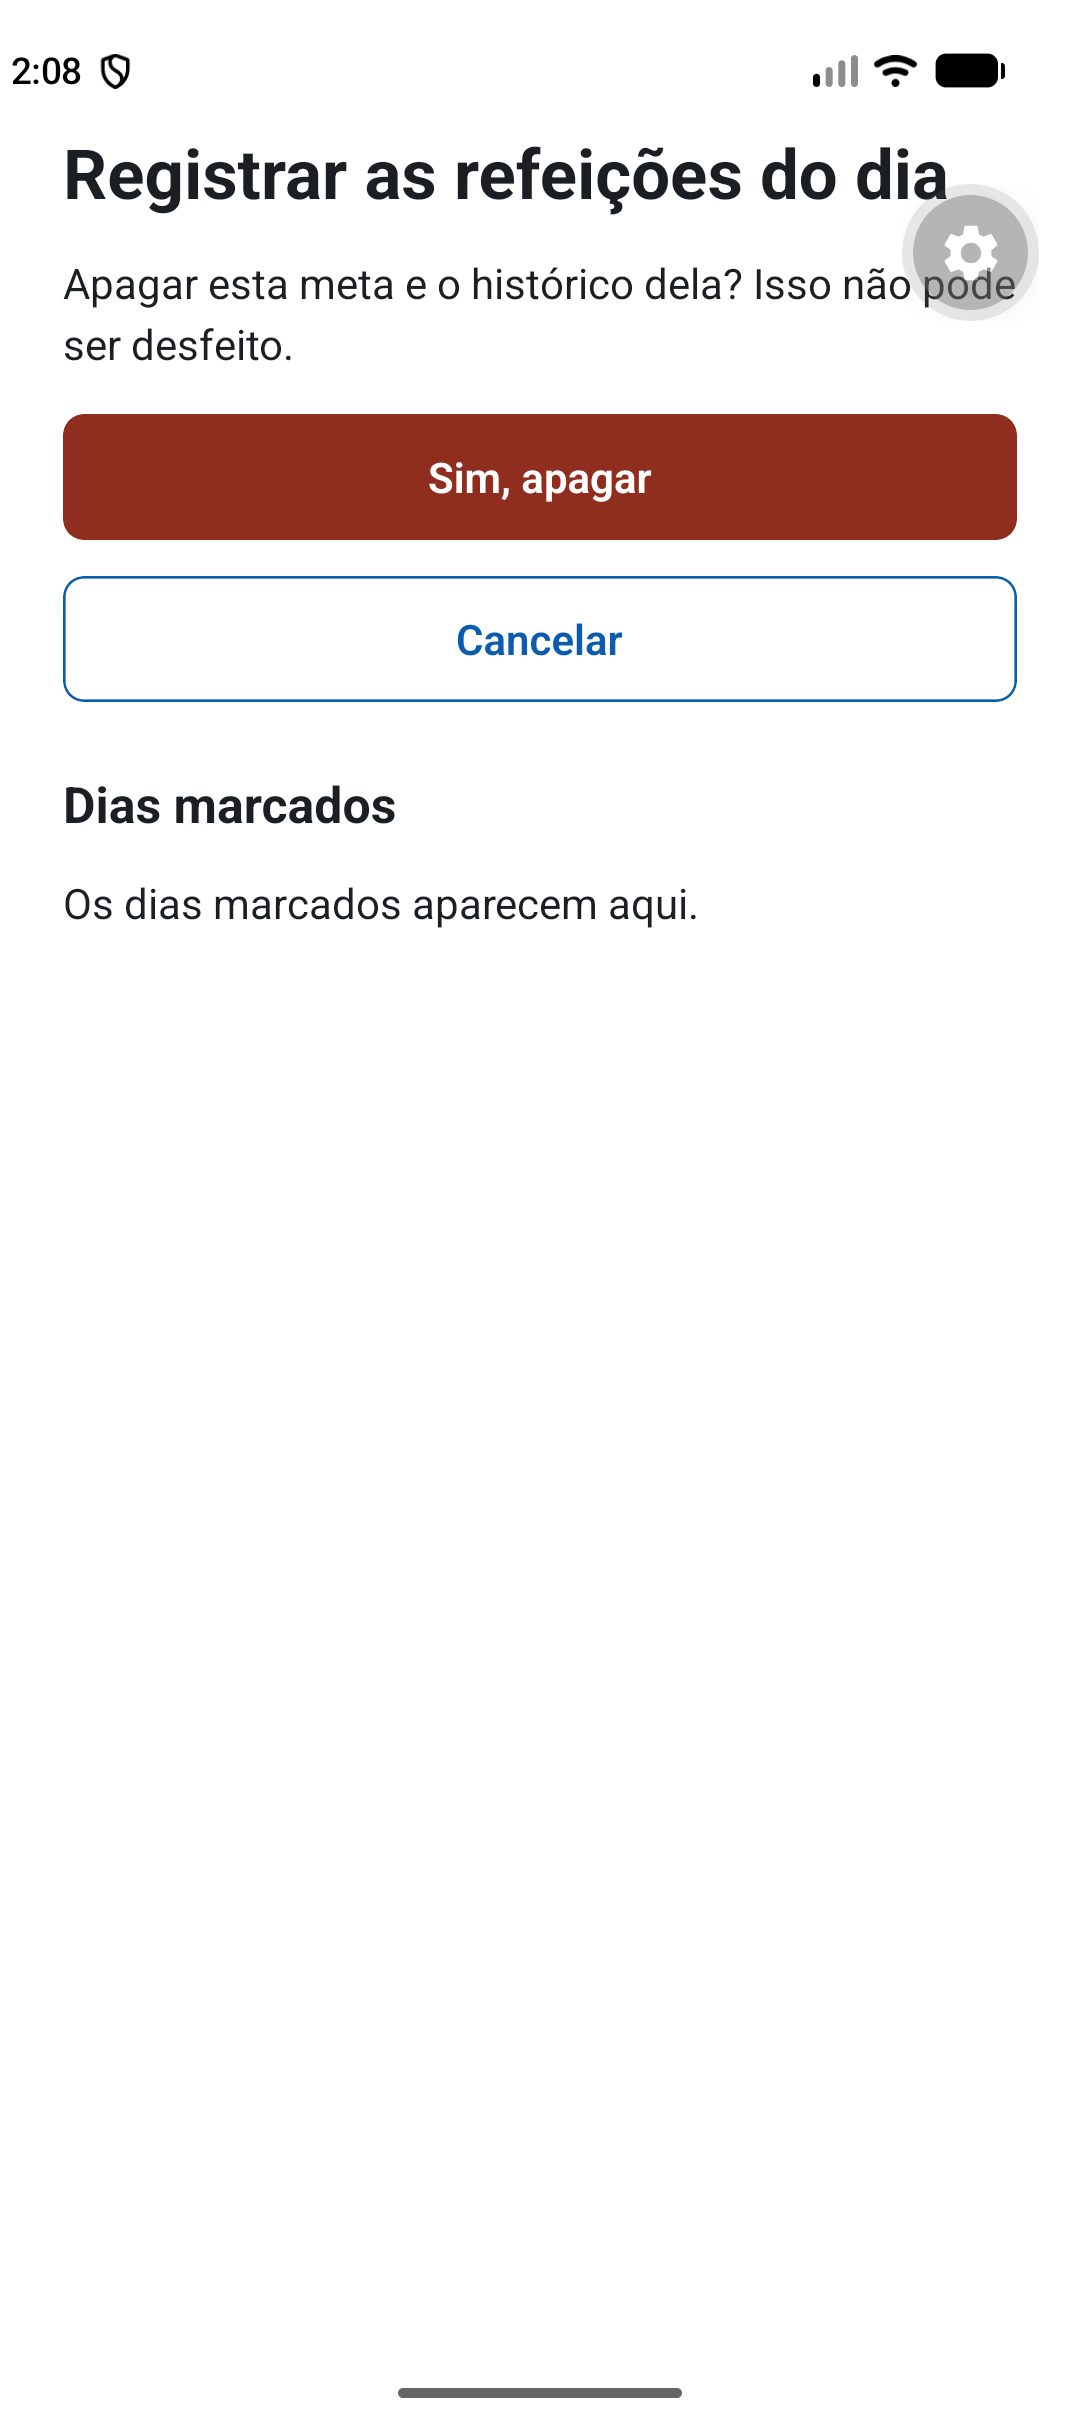 2:08
Registrar as refeições do dia
Apagar esta meta e o histórico dela? Isso não pode
ser desfeito.
Sim, apagar
Cancelar
Dias marcados
Os dias marcados aparecem aqui.